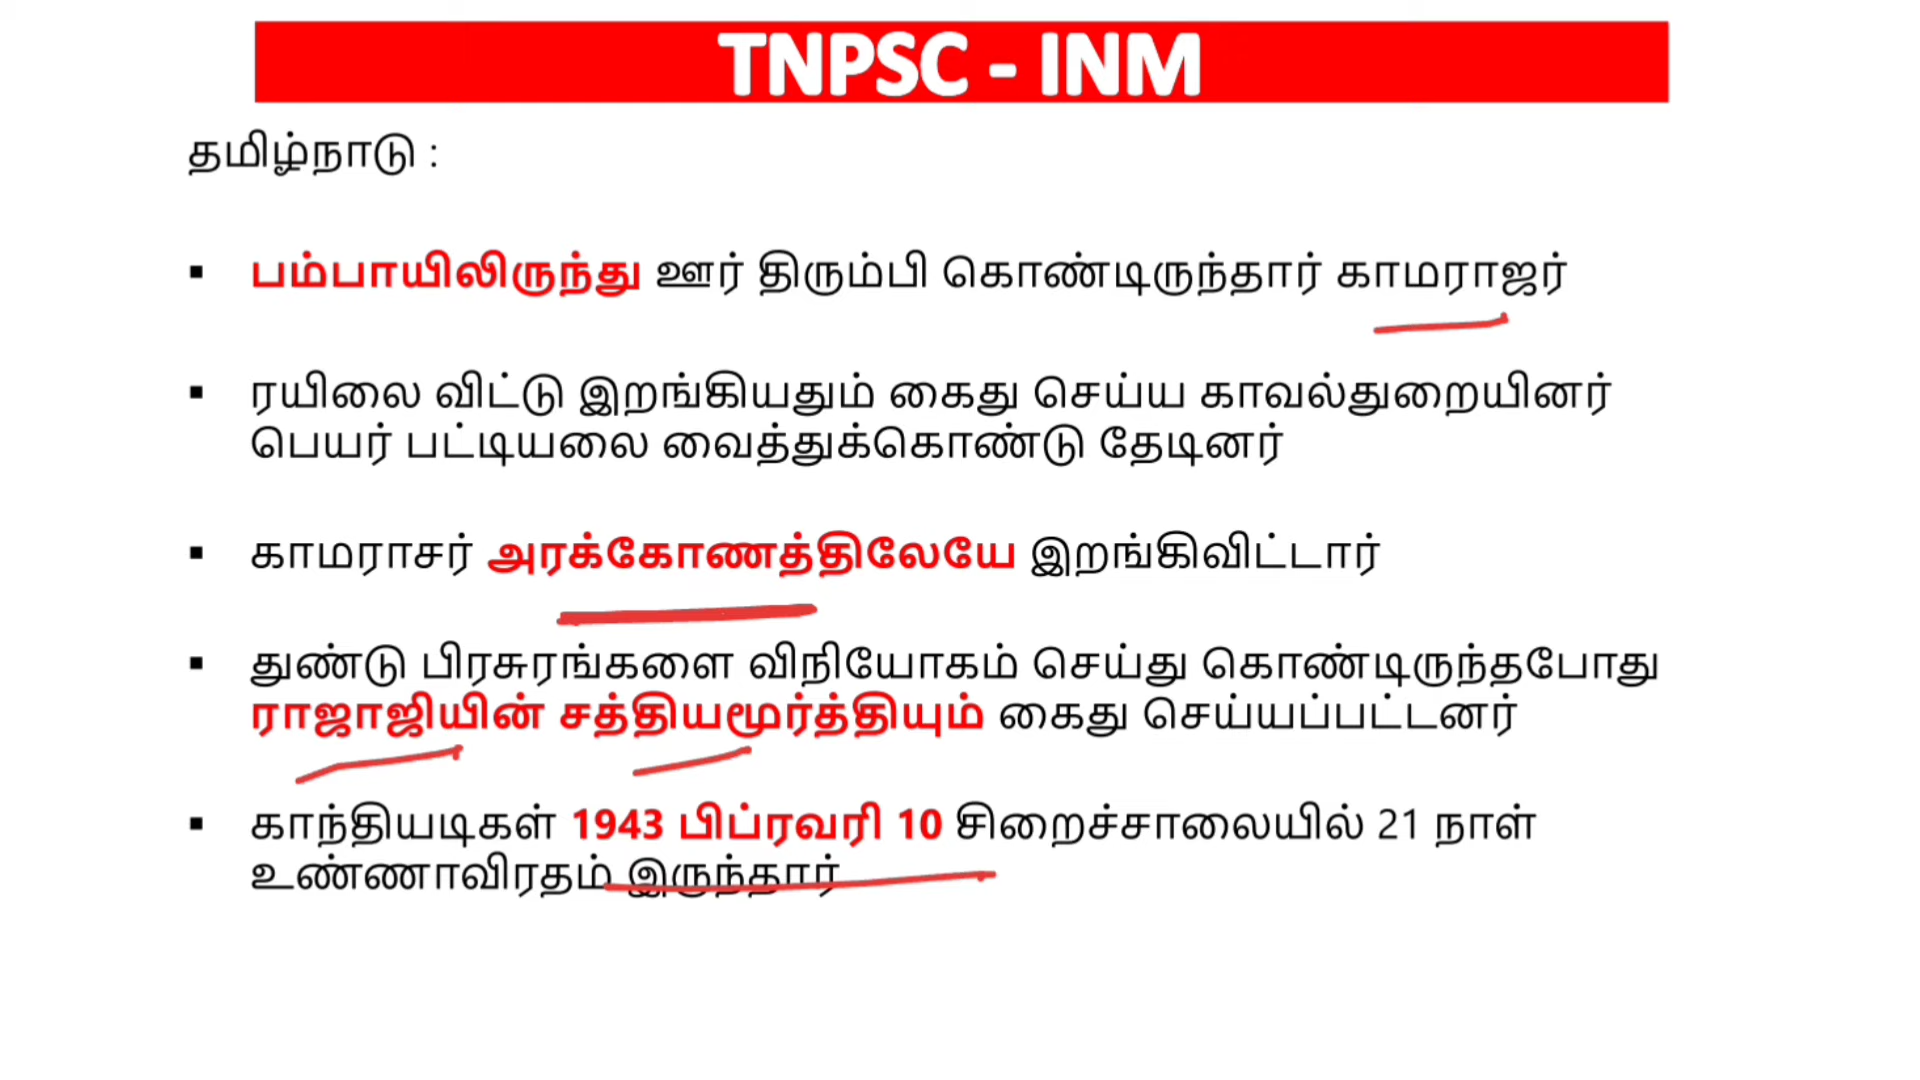 TNPSC - INM
தமிழ்நாடு :
▪ பம்பாயிலிருந்து ஊர் திரும்பி கொண்டிருந்தார் காமராஜர்
▪ ரயிலை விட்டு இறங்கியதும் கைது செய்ய காவல்துறையினர்
பெயர் பட்டியலை வைத்துக்கொண்டு தேடினர்
▪ காமராசர் அரக்கோணத்திலேயே இறங்கிவிட்டார்
▪ துண்டு பிரசுரங்களை விநியோகம் செய்து கொண்டிருந்தபோது
ராஜாஜியின் சத்தியமூர்த்தியும் கைது செய்யப்பட்டனர்
▪ காந்தியடிகள் 1943 பிப்ரவரி 10 சிறைச்சாலையில் 21 நாள்
உண்ணாவிரதம் இருந்தார்